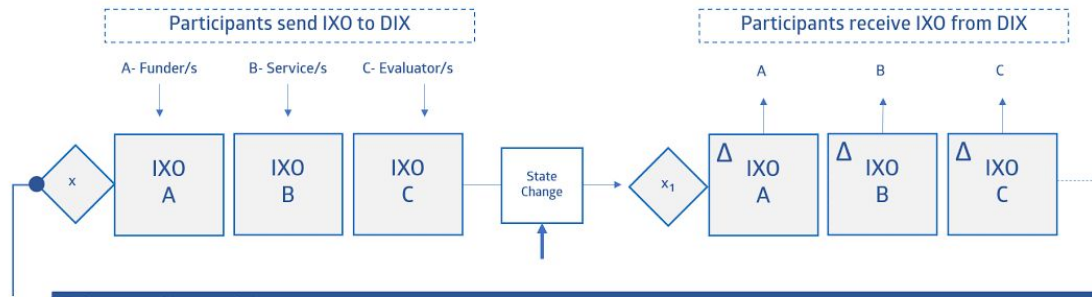 Participants send IXO to DIX
Participants receive IXO from DIX
A- Funder/s
B- Service/s
C- Evaluator/s
A
B
C
x
IXO
A
IXO
B
IXO
C
State
Change
x₁
Δ
IXO
A
Δ
IXO
B
Δ
IXO
C